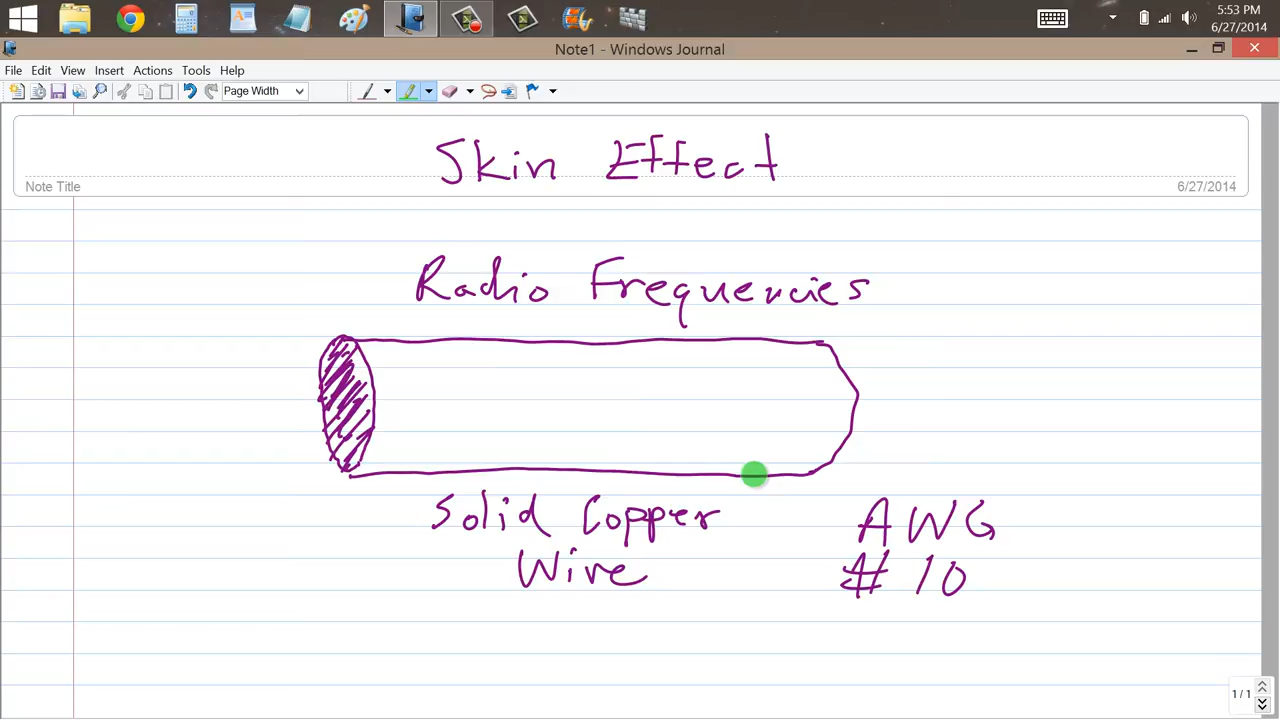 5:53 PM
6/27/2014
Note1 - Windows Journal
File Edit View Insert Actions Tools Help
Page Width
Skin Effect
Note Title
6/27/2014
Radio Frequencies
Solid Copper
Wire
AWG
# 10
1 / 1